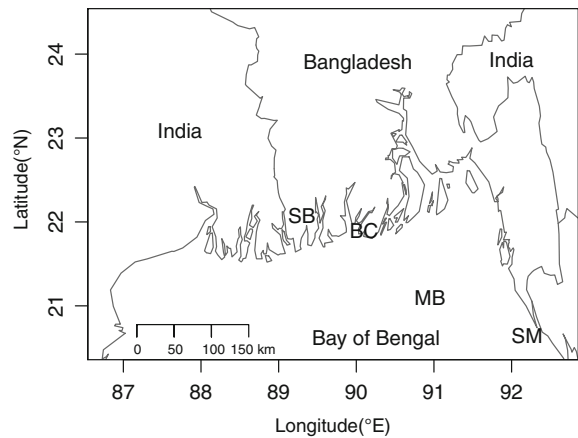 24
Bangladesh
India
India
23
Latitude(°N)
SB
22
BC
21
MB
0 50 100 150 km
Bay of Bengal
SM
87 88 89 90 91 92
Longitude(°E)